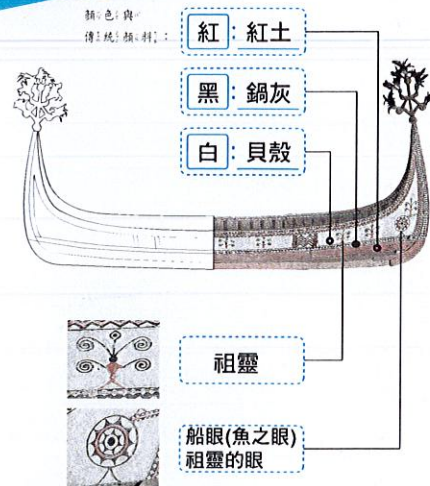 顏色與
傳統顏料：
紅：紅土
黑：鍋灰
白：貝殼
祖靈
船眼(魚之眼)
祖靈的眼